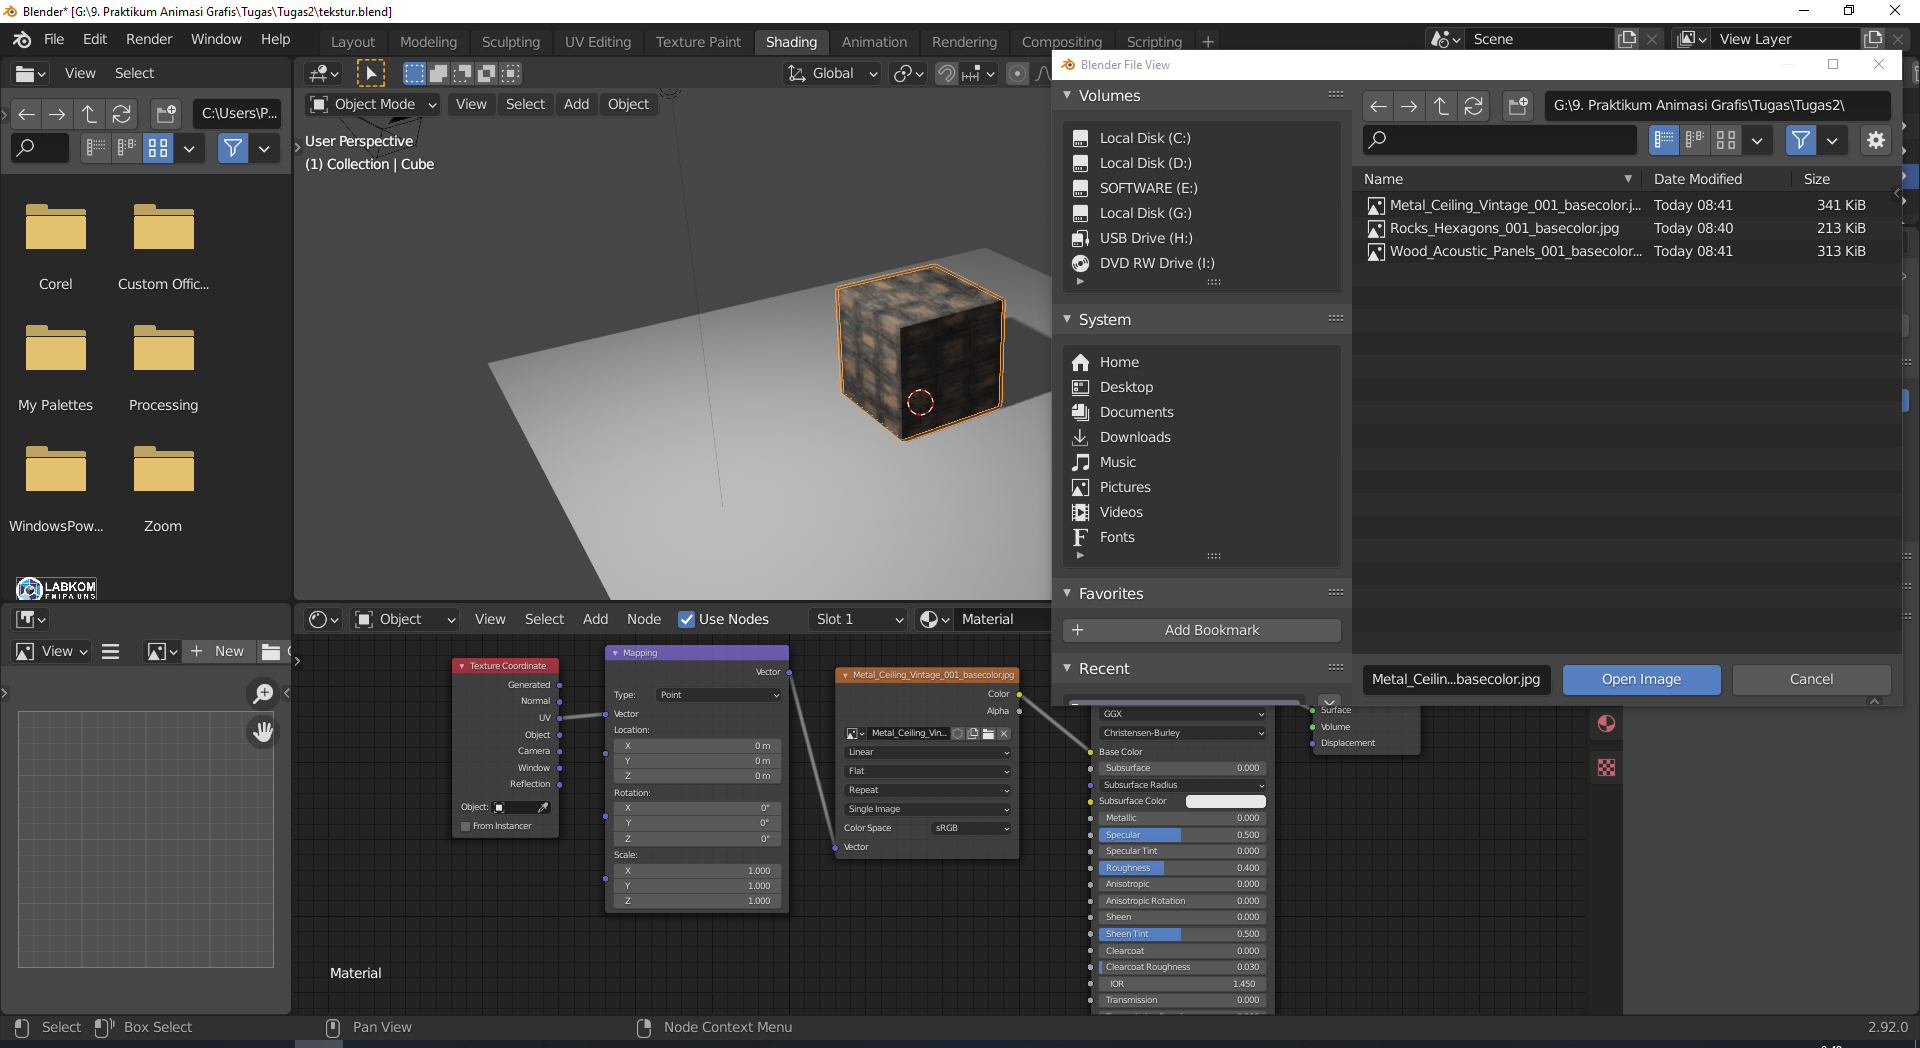 Blender* [G:\9. Praktikum Animasi Grafis\Tugas\Tugas2\tekstur.blend]
File Edit Render Window Help
Layout Modeling Sculpting UV Editing Texture Paint Shading Animation Rendering Compositing Scripting +
Scene
View Layer
View Select
Global
C:\Users\P...
Object Mode View Select Add Object
User Perspective
(1) Collection | Cube
Corel
Custom Offic...
My Palettes
Processing
WindowsPow...
Zoom
LABKOM
FMIPA UNS
Blender File View
Volumes
Local Disk (C:)
Local Disk (D:)
SOFTWARE (E:)
Local Disk (G:)
USB Drive (H:)
DVD RW Drive (I:)
System
Home
Desktop
Documents
Downloads
Music
Pictures
Videos
Fonts
Favorites
+ Add Bookmark
Recent
G:\9. Praktikum Animasi Grafis\Tugas\Tugas2\
Name Date Modified Size
Metal_Ceiling_Vintage_001_basecolor.j... Today 08:41 341 KiB
Rocks_Hexagons_001_basecolor.jpg Today 08:40 213 KiB
Wood_Acoustic_Panels_001_basecolor... Today 08:41 313 KiB
Metal_Ceilin...basecolor.jpg
Open Image
Cancel
View + New
Object View Select Add Node Use Nodes Slot 1 Material
Texture Coordinate
Generated
Normal
UV
Object
Camera
Window
Reflection
Object:
From Instancer
Mapping
Vector
Type: Point
Vector
Location:
X 0 m
Y 0 m
Z 0 m
Rotation:
X 0°
Y 0°
Z 0°
Scale:
X 1.000
Y 1.000
Z 1.000
Metal_Ceiling_Vintage_001_basecolor.jpg
Color
Alpha
Metal_Ceiling_Vin...
Linear
Flat
Repeat
Single Image
Color Space sRGB
Vector
GGX
Christensen-Burley
Base Color
Subsurface 0.000
Subsurface Radius
Subsurface Color
Metallic 0.000
Specular 0.500
Specular Tint 0.000
Roughness 0.400
Anisotropic 0.000
Anisotropic Rotation 0.000
Sheen 0.000
Sheen Tint 0.500
Clearcoat 0.000
Clearcoat Roughness 0.030
IOR 1.450
Transmission 0.000
Surface
Volume
Displacement
Material
Select Box Select Pan View Node Context Menu 2.92.0